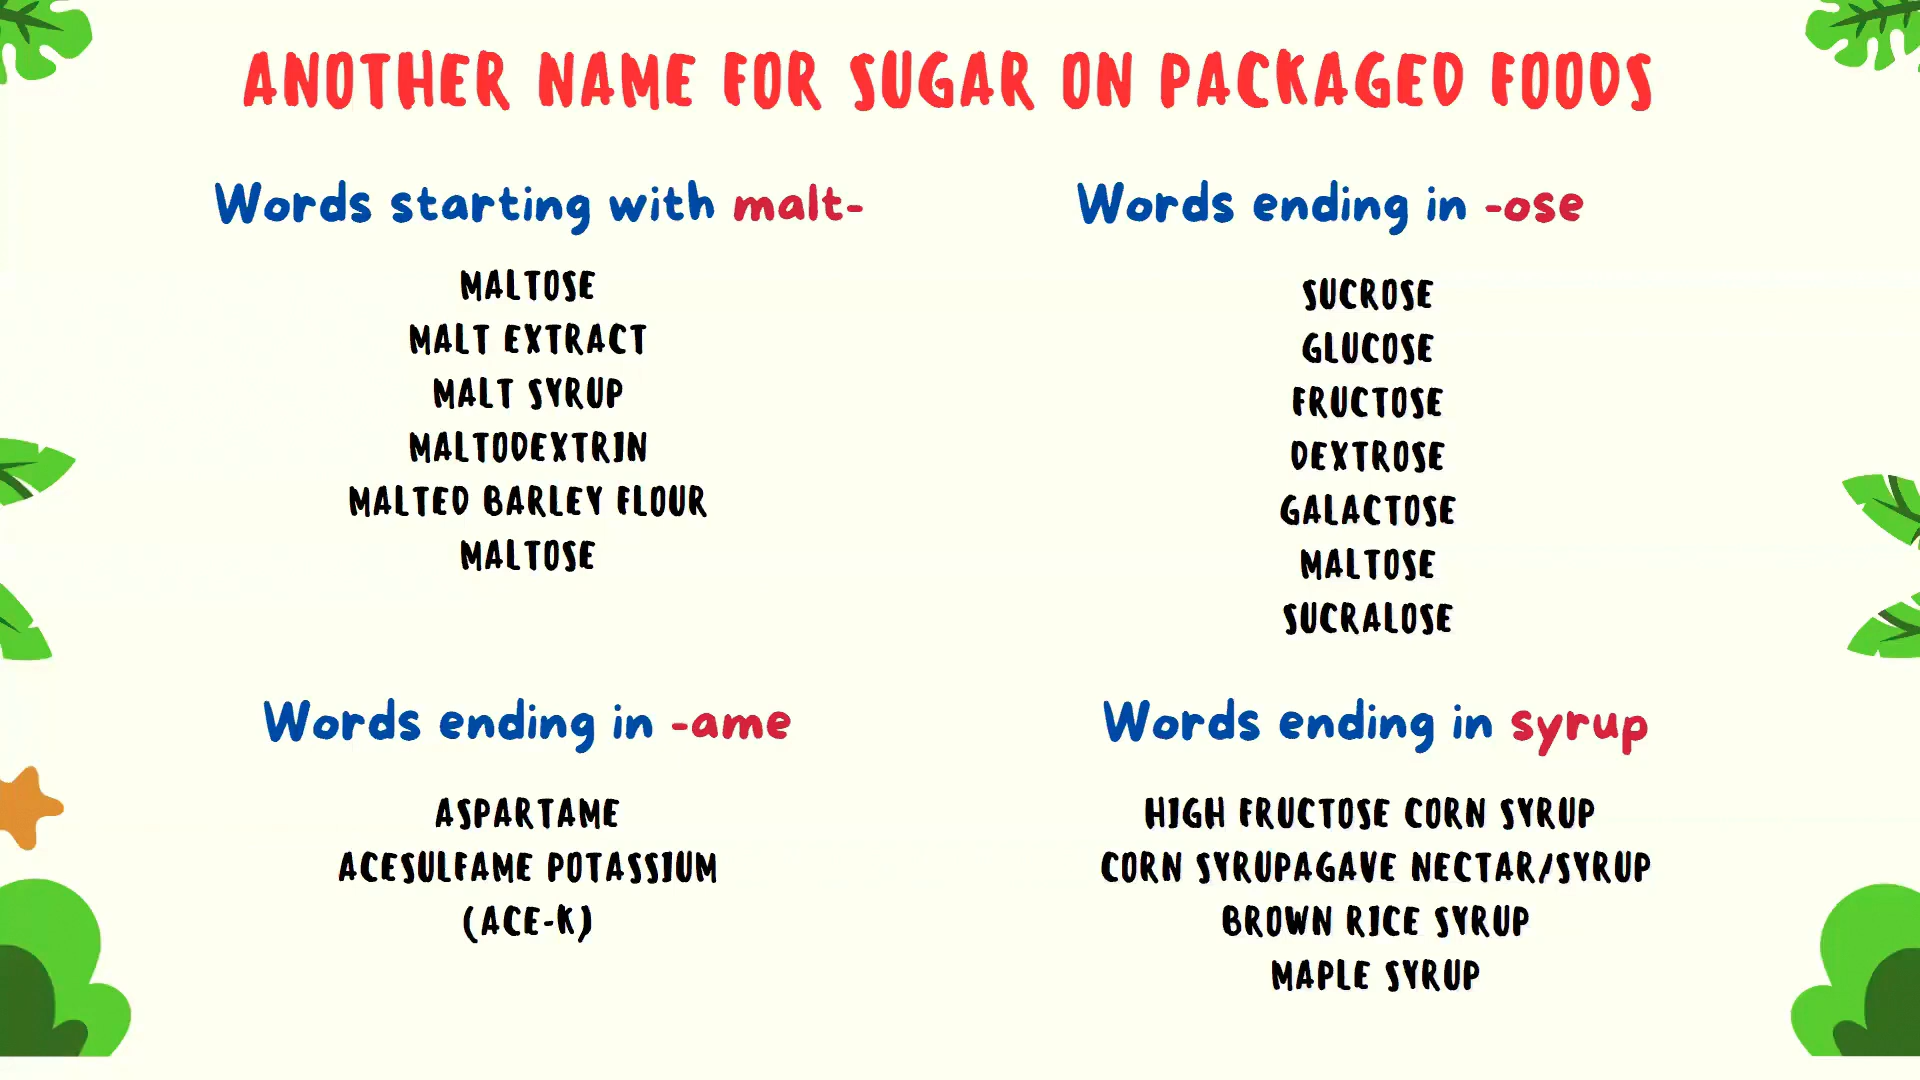 ANOTHER NAME FOR SUGAR ON PACKAGED FOODS
Words starting with malt-
MALTOSE
MALT EXTRACT
MALT SYRUP
MALTODEXTRIN
MALTED BARLEY FLOUR
MALTOSE
Words ending in -ose
SUCROSE
GLUCOSE
FRUCTOSE
DEXTROSE
GALACTOSE
MALTOSE
SUCRALOSE
Words ending in -ame
ASPARTAME
ACESULFAME POTASSIUM
(ACE-K)
Words ending in syrup
HIGH FRUCTOSE CORN SYRUP
CORN SYRUPAGAVE NECTAR/SYRUP
BROWN RICE SYRUP
MAPLE SYRUP